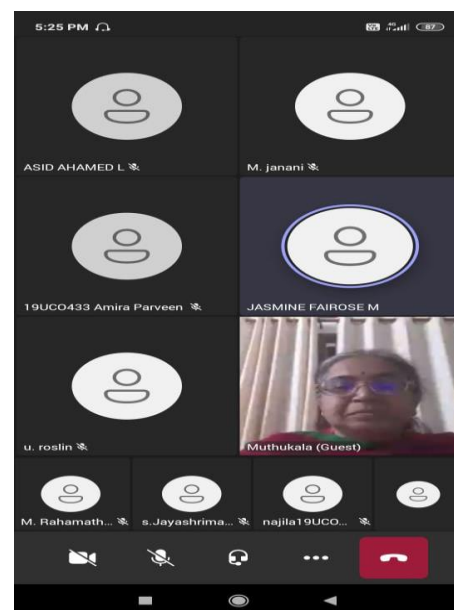 5:25 PM
87
ASID AHAMED L
M. janani
19UCO433 Amira Parveen
JASMINE FAIROSE M
u. roslin
Muthukala (Guest)
M. Rahamath...
s.Jayashrima...
najila19UCO...